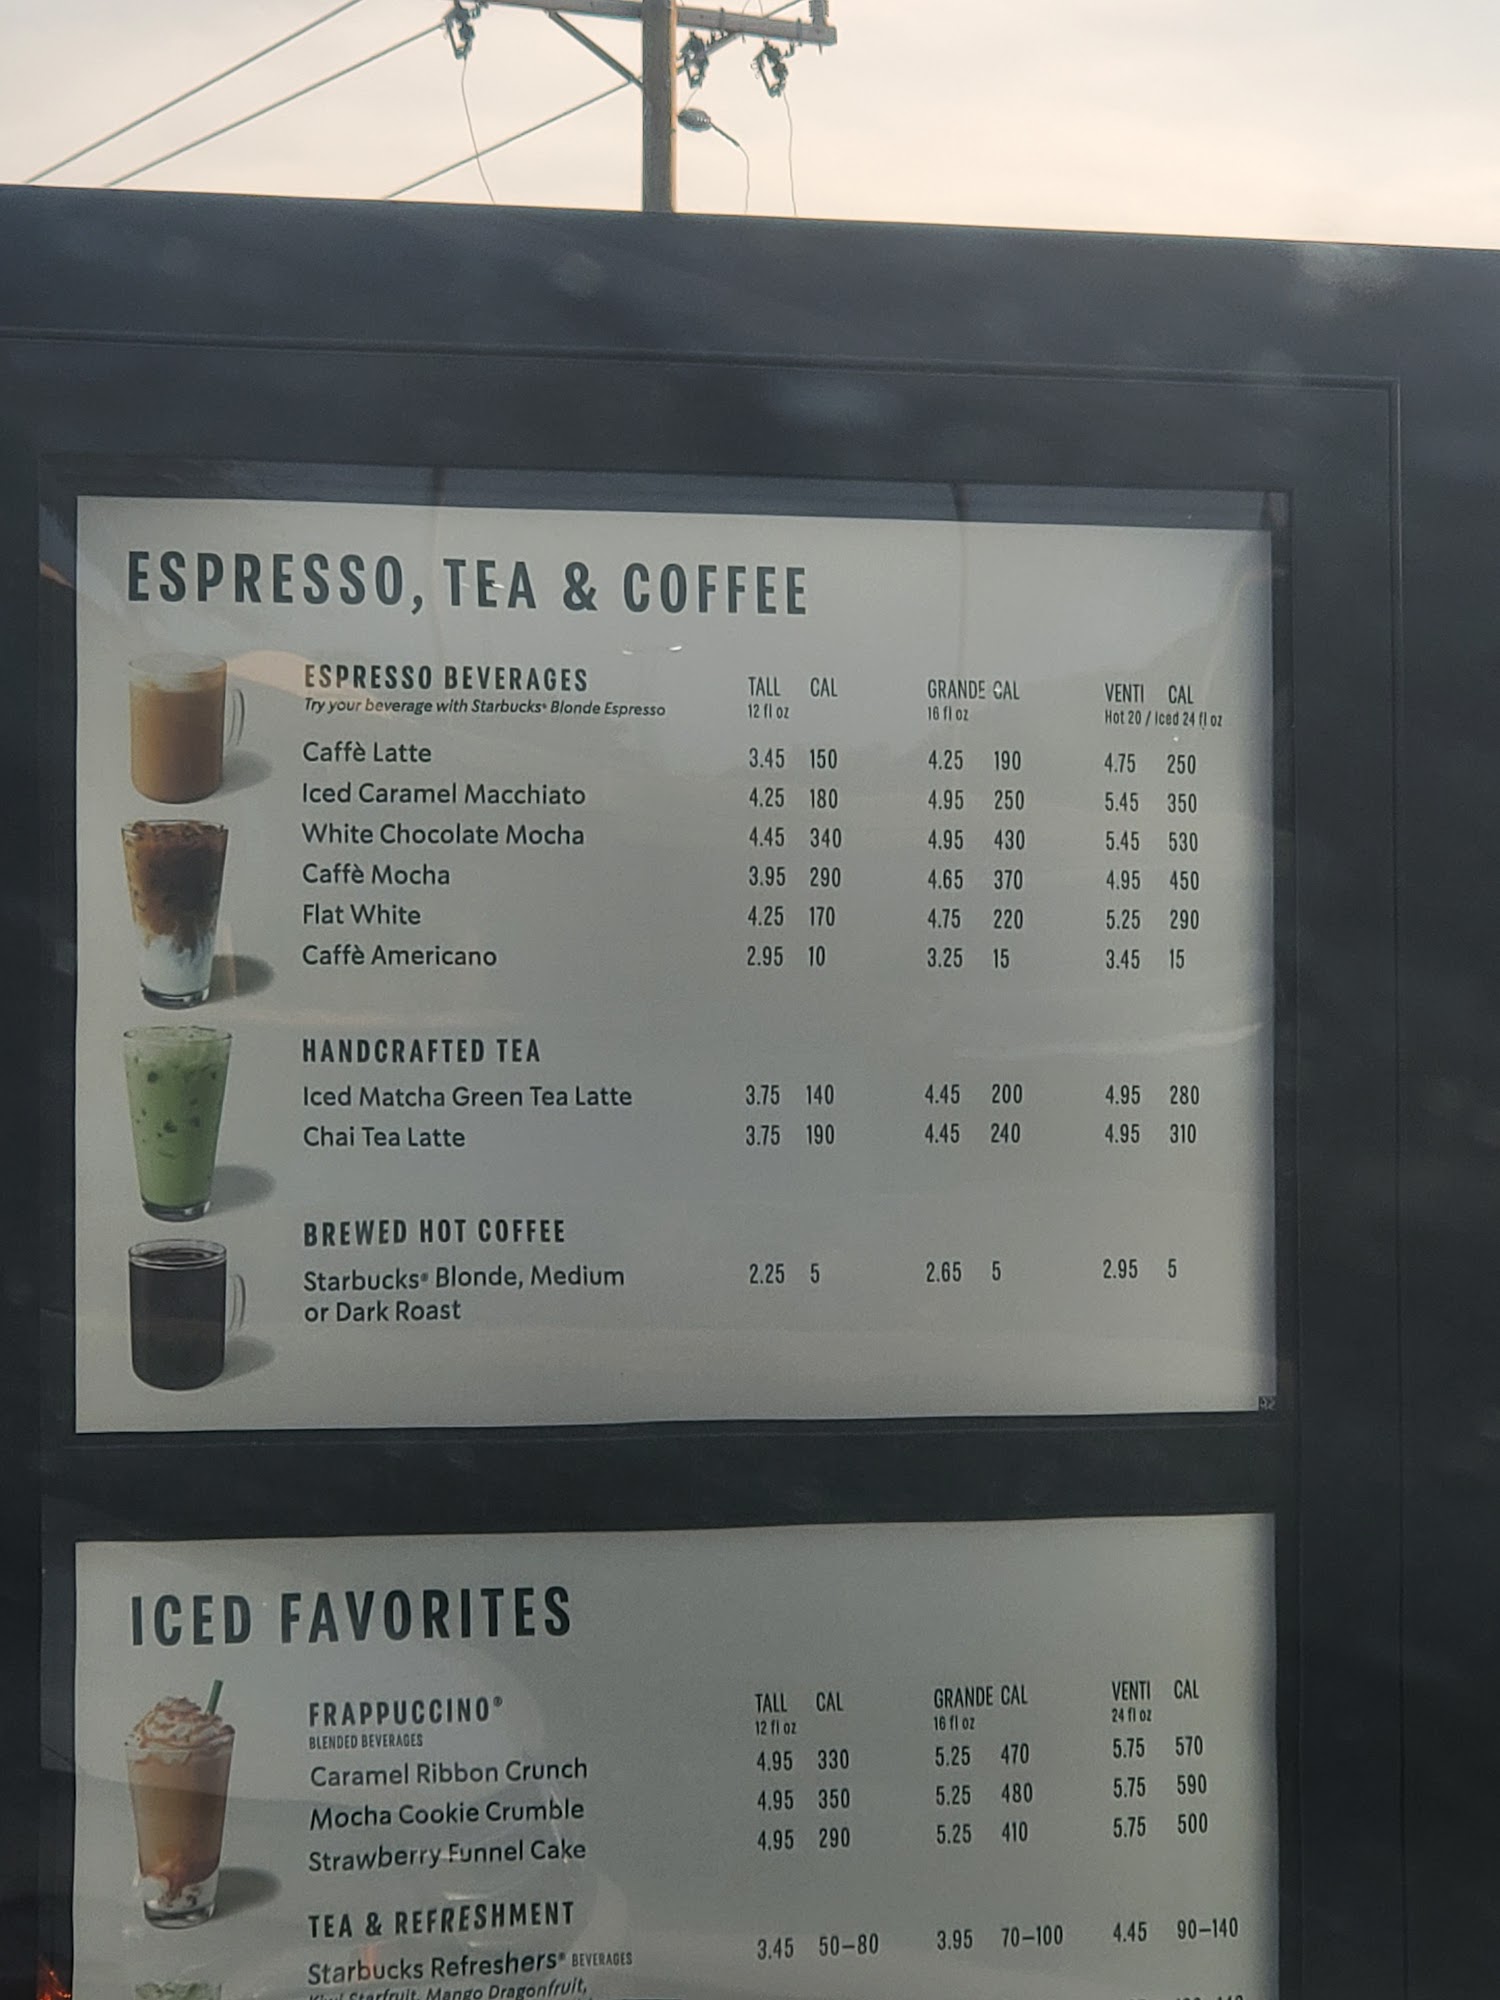 ESPRESSO, TEA & COFFEE
ESPRESSO BEVERAGES
Try your beverage with Starbucks® Blonde Espresso
TALL CAL GRANDE CAL VENTI CAL
12 fl oz 16 fl oz Hot 20 / Iced 24 fl oz
Caffè Latte 3.45 150 4.25 190 4.75 250
Iced Caramel Macchiato 4.25 180 4.95 250 5.45 350
White Chocolate Mocha 4.45 340 4.95 430 5.45 530
Caffè Mocha 3.95 290 4.65 370 4.95 450
Flat White 4.25 170 4.75 220 5.25 290
Caffè Americano 2.95 10 3.25 15 3.45 15
HANDCRAFTED TEA
Iced Matcha Green Tea Latte 3.75 140 4.45 200 4.95 280
Chai Tea Latte 3.75 190 4.45 240 4.95 310
BREWED HOT COFFEE
Starbucks® Blonde, Medium 2.25 5 2.65 5 2.95 5
or Dark Roast
ICED FAVORITES
FRAPPUCCINO®
BLENDED BEVERAGES
TALL CAL GRANDE CAL VENTI CAL
12 fl oz 16 fl oz 24 fl oz
Caramel Ribbon Crunch 4.95 330 5.25 470 5.75 570
Mocha Cookie Crumble 4.95 350 5.25 480 5.75 590
Strawberry Funnel Cake 4.95 290 5.25 410 5.75 500
TEA & REFRESHMENT
Starbucks Refreshers® BEVERAGES 3.45 50–80 3.95 70–100 4.45 90–140
Starfruit, Mango Dragonfruit,